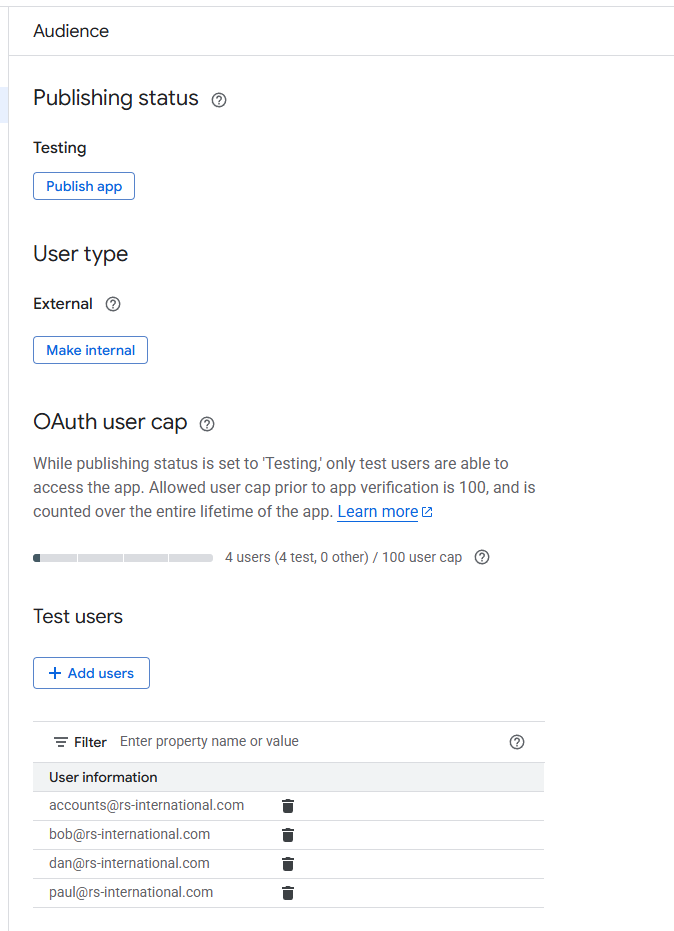 Audience
Publishing status
Testing
Publish app
User type
External
Make internal
OAuth user cap
While publishing status is set to 'Testing,' only test users are able to
access the app. Allowed user cap prior to app verification is 100, and is
counted over the entire lifetime of the app. Learn more
4 users (4 test, 0 other) / 100 user cap
Test users
+ Add users
Filter Enter property name or value
User information
accounts@rs-international.com
bob@rs-international.com
dan@rs-international.com
paul@rs-international.com